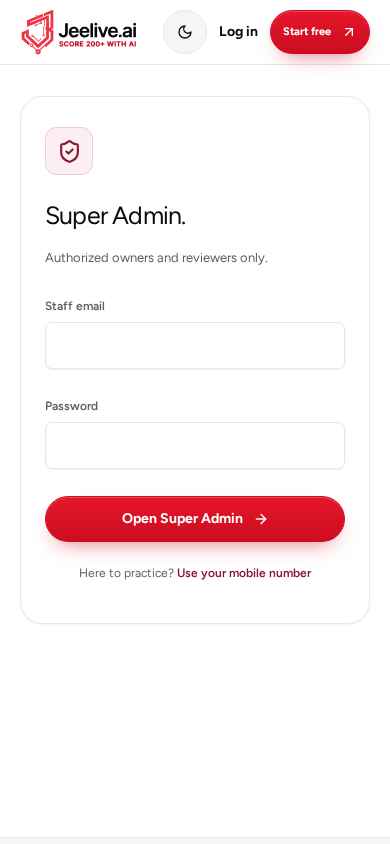 Jeelive.ai
SCORE 200+ WITH AI
Log in
Start free
Super Admin.
Authorized owners and reviewers only.
Staff email
Password
Open Super Admin
Here to practice? Use your mobile number